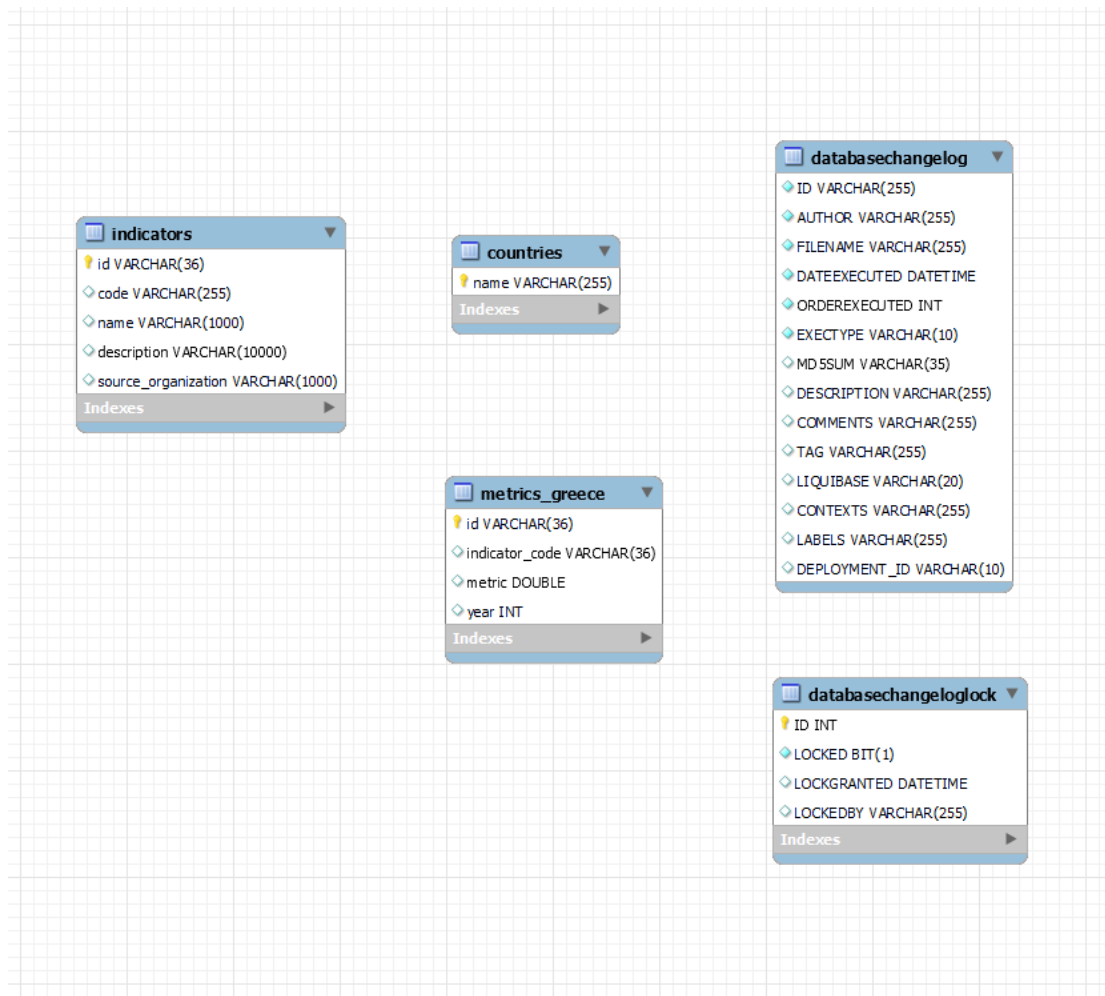 indicators
id VARCHAR(36)
code VARCHAR(255)
name VARCHAR(1000)
description VARCHAR(10000)
source_organization VARCHAR(1000)
Indexes
countries
name VARCHAR(255)
Indexes
metrics_greece
id VARCHAR(36)
indicator_code VARCHAR(36)
metric DOUBLE
year INT
Indexes
databasechangelog
ID VARCHAR(255)
AUTHOR VARCHAR(255)
FILENAME VARCHAR(255)
DATEEXECUTED DATETIME
ORDEREXECUTED INT
EXECTYPE VARCHAR(10)
MD5SUM VARCHAR(35)
DESCRIPTION VARCHAR(255)
COMMENTS VARCHAR(255)
TAG VARCHAR(255)
LIQUIBASE VARCHAR(20)
CONTEXTS VARCHAR(255)
LABELS VARCHAR(255)
DEPLOYMENT_ID VARCHAR(10)
databasechangeloglock
ID INT
LOCKED BIT(1)
LOCKGRANTED DATETIME
LOCKEDBY VARCHAR(255)
Indexes